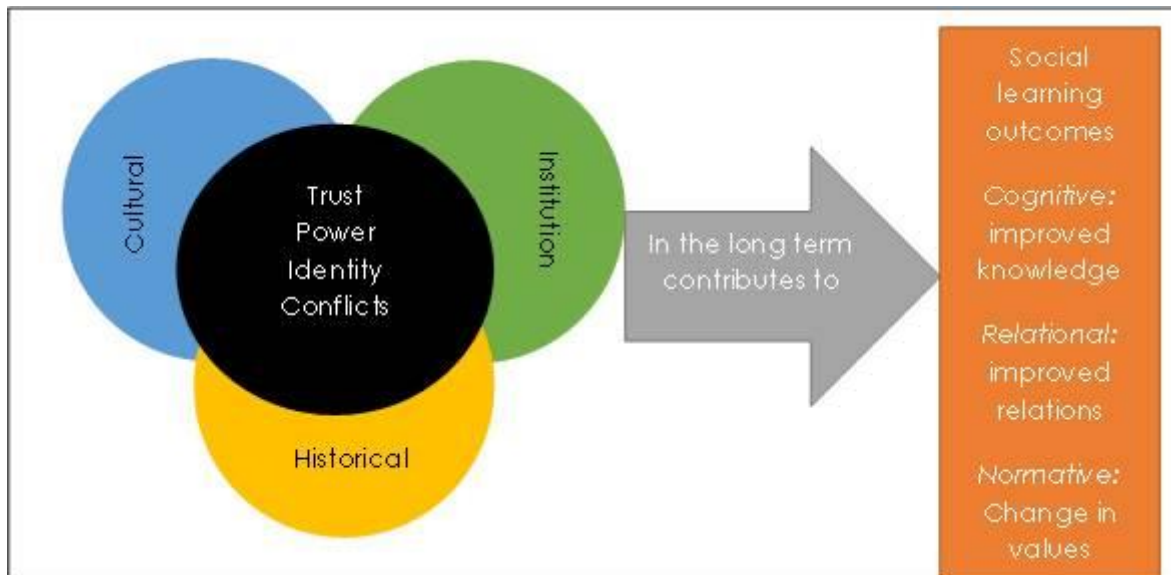 Cultural
Trust
Power
Identity
Conflicts
Institution
Historical
In the long term
contributes to
Social
learning
outcomes
Cognitive:
improved
knowledge
Relational:
improved
relations
Normative:
Change in
values